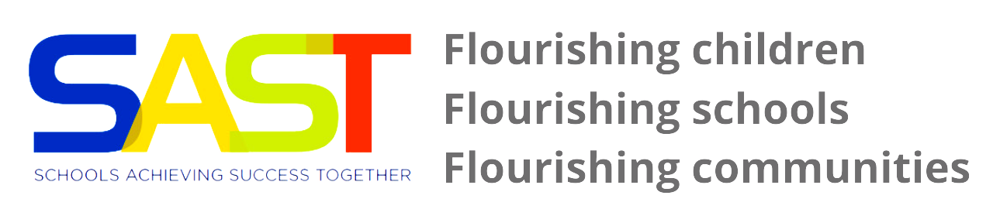 SAST
SCHOOLS ACHIEVING SUCCESS TOGETHER
Flourishing children
Flourishing schools
Flourishing communities